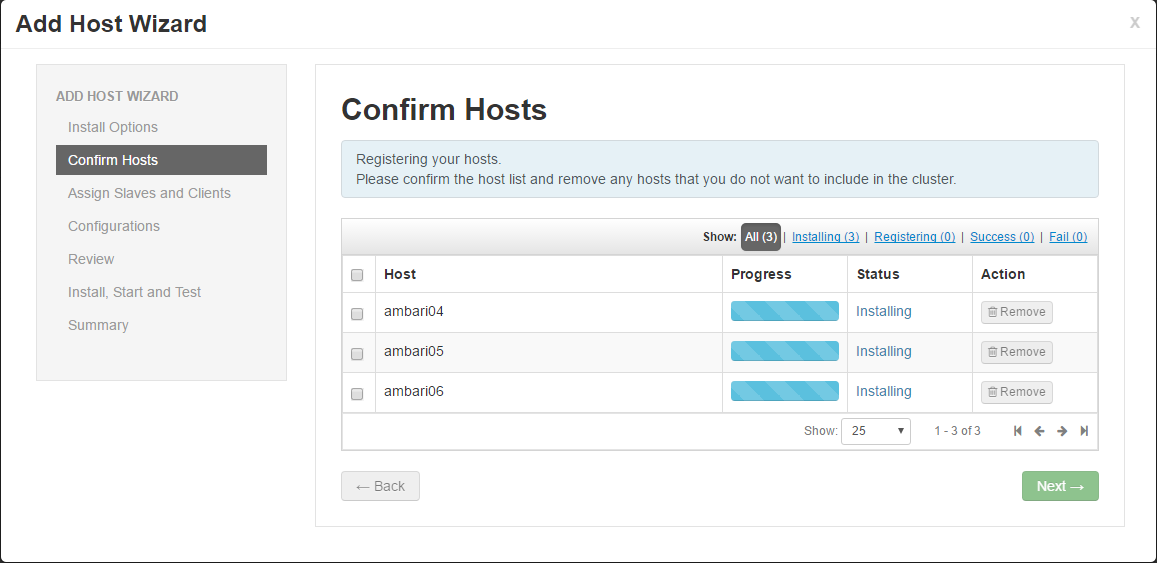 Add Host Wizard
x
ADD HOST WIZARD
Install Options
Confirm Hosts
Assign Slaves and Clients
Configurations
Review
Install, Start and Test
Summary
Confirm Hosts
Registering your hosts.
Please confirm the host list and remove any hosts that you do not want to include in the cluster.
Show: All (3) | Installing (3) | Registering (0) | Success (0) | Fail (0)
Host Progress Status Action
ambari04 Installing Remove
ambari05 Installing Remove
ambari06 Installing Remove
Show: 25 1 - 3 of 3
← Back Next →